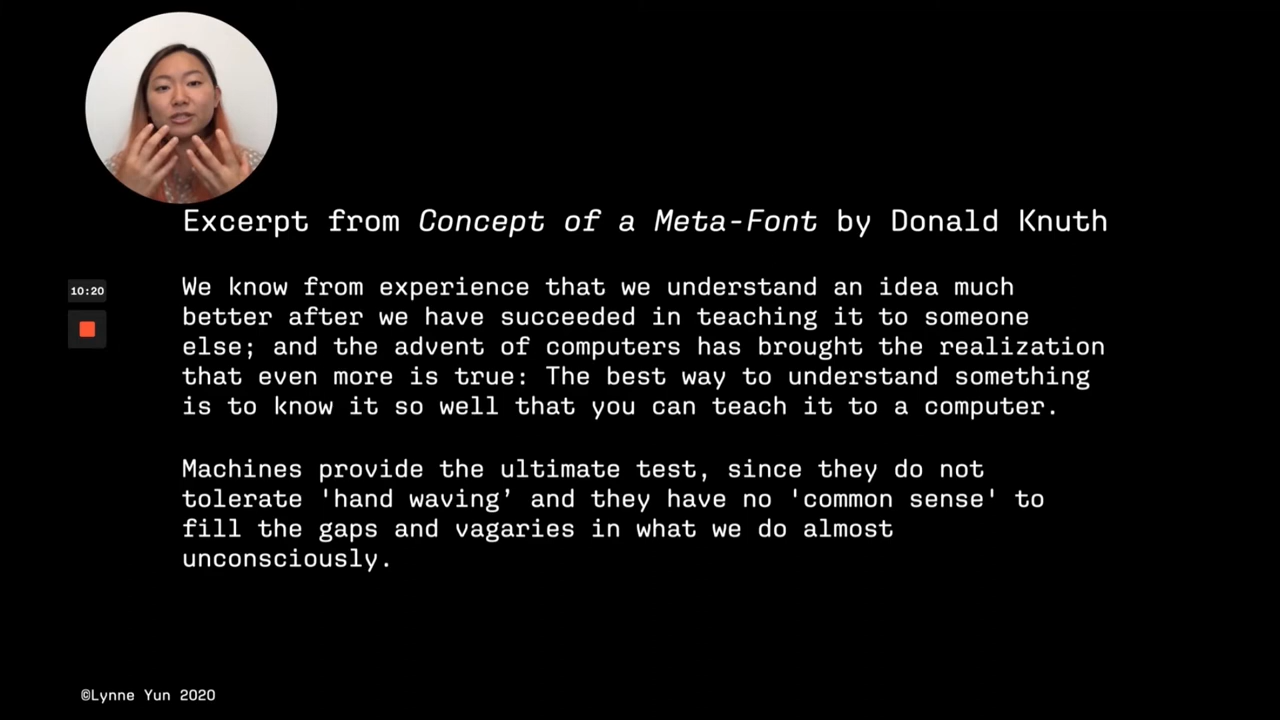 Excerpt from Concept of a Meta-Font by Donald Knuth
10:20
We know from experience that we understand an idea much
better after we have succeeded in teaching it to someone
else; and the advent of computers has brought the realization
that even more is true: The best way to understand something
is to know it so well that you can teach it to a computer.
Machines provide the ultimate test, since they do not
tolerate 'hand waving’ and they have no 'common sense' to
fill the gaps and vagaries in what we do almost
unconsciously.
©Lynne Yun 2020